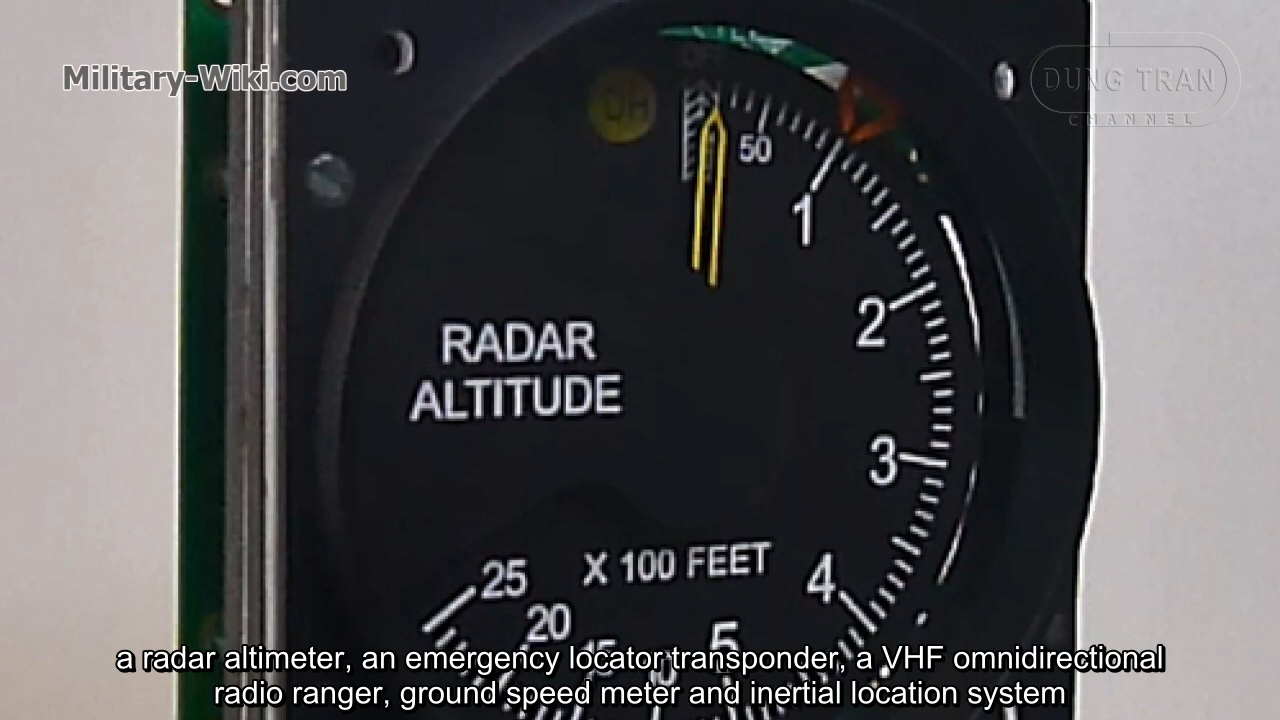 Military-Wiki.com
DUNG TRAN
CHANNEL
DH
50
1
2
RADAR
ALTITUDE
3
X 100 FEET
4
25
20
15
5
a radar altimeter, an emergency locator transponder, a VHF omnidirectional
radio ranger, ground speed meter and inertial location system